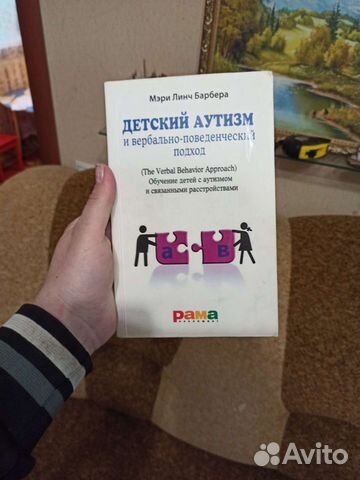 Мэри Линч Барбера
ДЕТСКИЙ АУТИЗМ
и вербально-поведенческий
подход
(The Verbal Behavior Approach)
Обучение детей с аутизмом
и связанными расстройствами
a B
рама
Avito